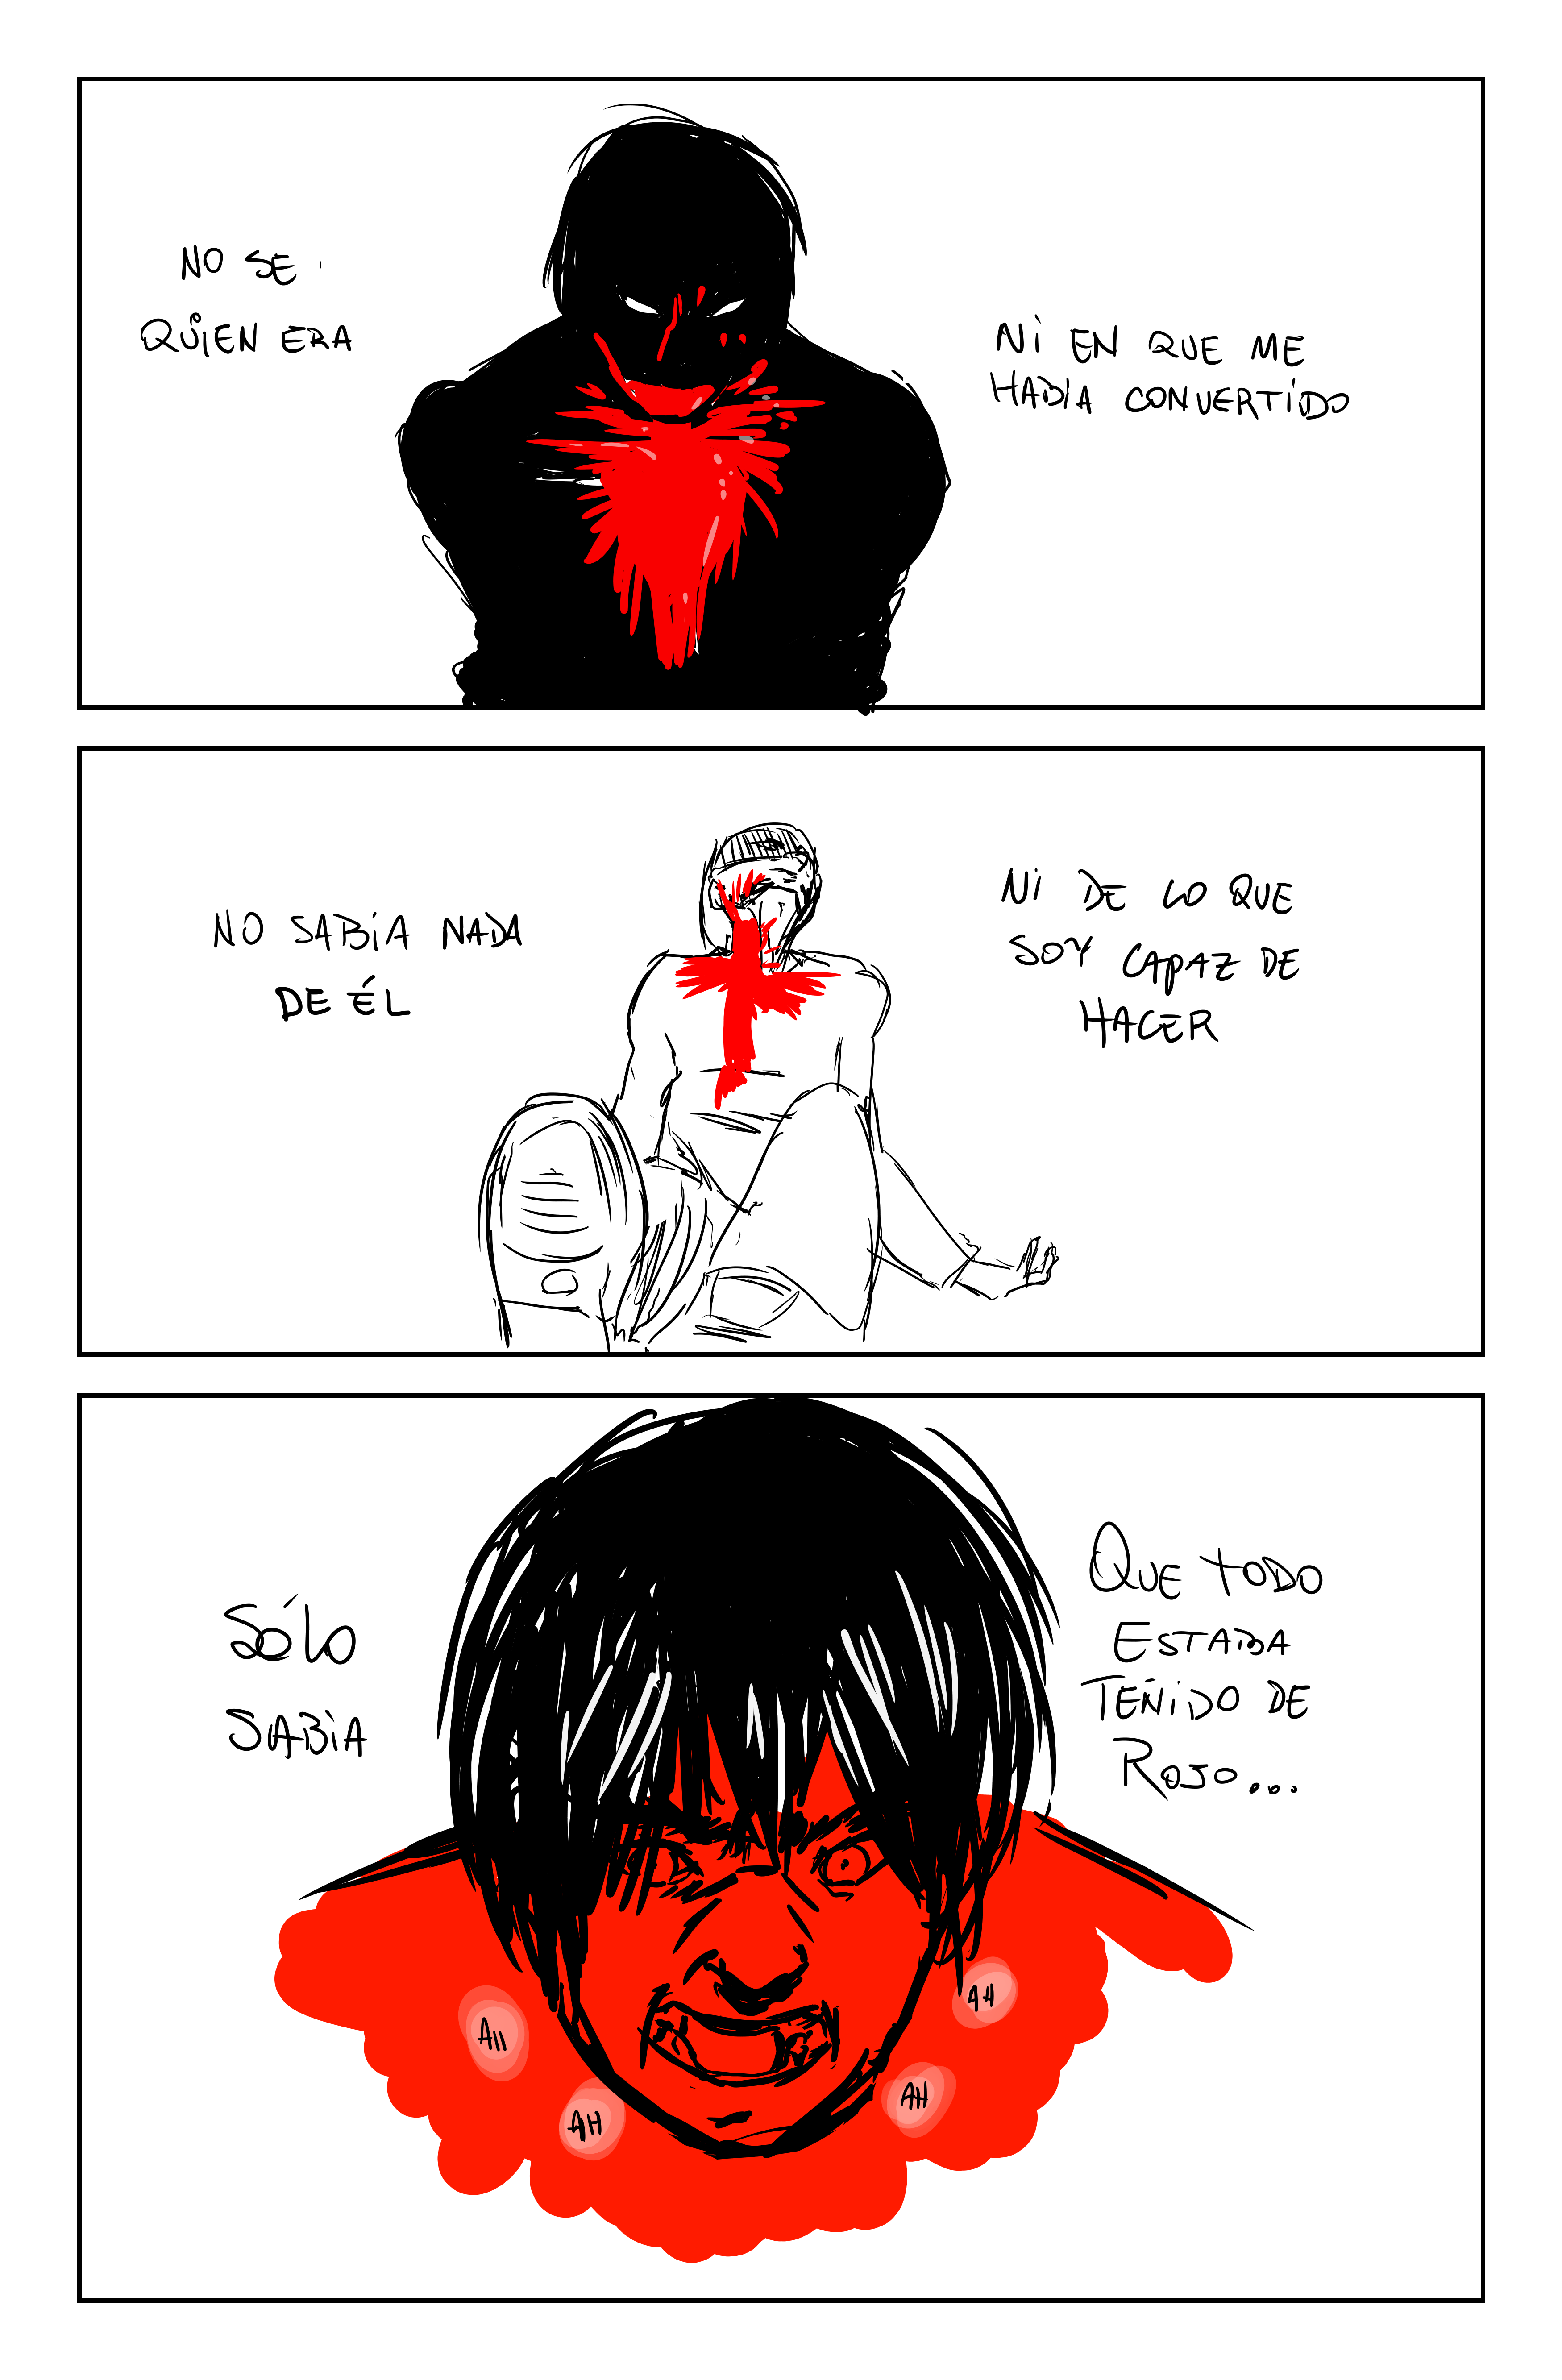 NO SE
QUIEN ERA
NI EN QUE ME
HADIA CONVERTIDO
NO SABIA NADA
DE ÉL
NI DE LO QUE
SOY CAPAZ DE
HACER
SÓLO
SABIA
QUE TODO
ESTABA
TEÑIDO DE
ROJO...
AH
AH
AH
AH